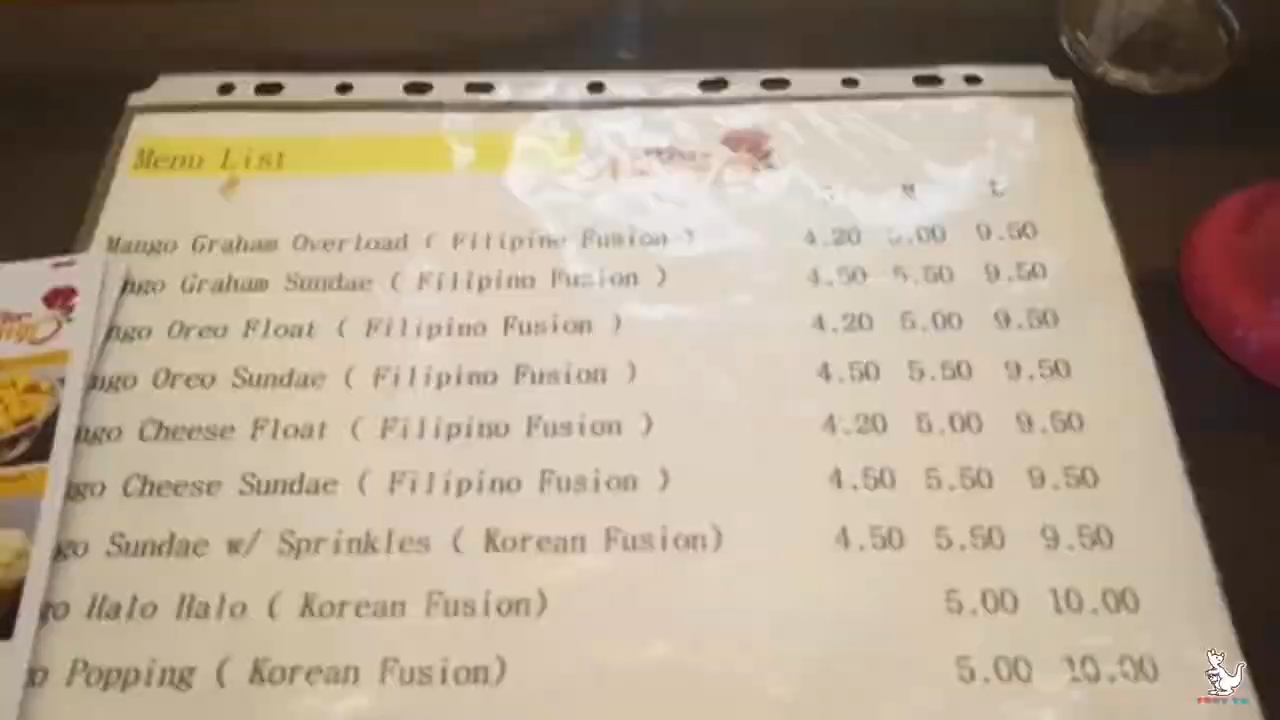 Menu List
M L
Mango Graham Overload ( Filipino Fusion ) 4.20 5.00 9.50
ngo Graham Sundae ( Filipino Fusion ) 4.50 5.50 9.50
ngo Oreo Float ( Filipino Fusion ) 4.20 5.00 9.50
ango Oreo Sundae ( Filipino Fusion ) 4.50 5.50 9.50
ngo Cheese Float ( Filipino Fusion ) 4.20 5.00 9.50
go Cheese Sundae ( Filipino Fusion ) 4.50 5.50 9.50
go Sundae w/ Sprinkles ( Korean Fusion) 4.50 5.50 9.50
go Halo Halo ( Korean Fusion) 5.00 10.00
o Popping ( Korean Fusion) 5.00 10.00